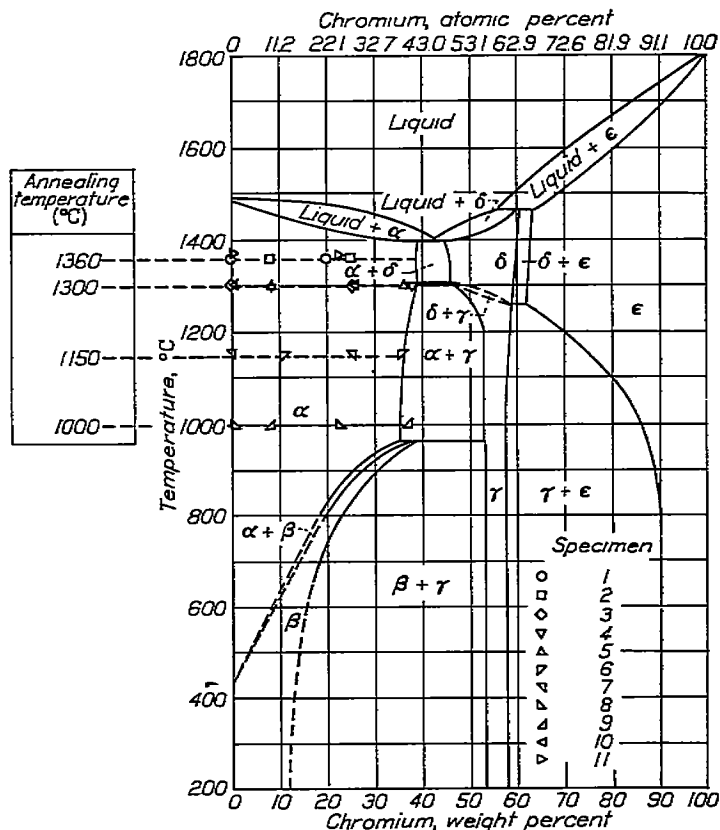 Chromium, atomic percent
0 11.2 22.1 32.7 43.0 53.1 62.9 72.6 81.9 91.1 100
1800
1600
1400
1200
1000
800
600
400
200
Temperature, °C
Annealing
temperature
(°C)
1360
1300
1150
1000
Liquid
Liquid + ε
Liquid + δ
Liquid + α
α + δ
δ
δ + ε
ε
δ + γ
α + γ
α
γ
γ + ε
α + β
β
β + γ
Specimen
1
2
3
4
5
6
7
8
9
10
11
0 10 20 30 40 50 60 70 80 90 100
Chromium, weight percent